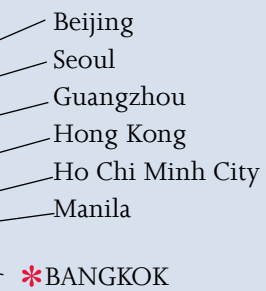 Beijing
Seoul
Guangzhou
Hong Kong
Ho Chi Minh City
Manila
*BANGKOK